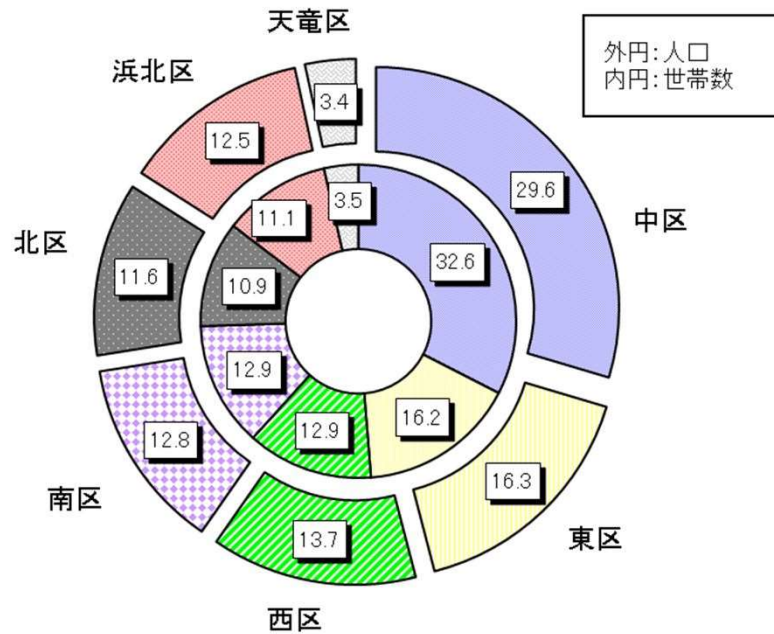 天竜区
外円:人口
内円:世帯数
浜北区
3.4
12.5
29.6
3.5
11.1
中区
北区
32.6
11.6
10.9
12.9
16.2
12.9
12.8
16.3
南区
13.7
東区
西区